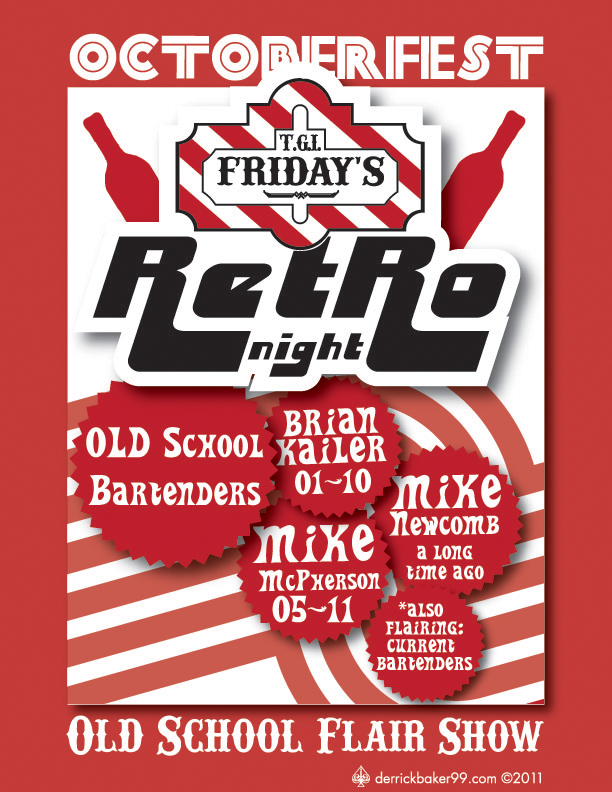 OCTOBERFEST
T.G.I.
FRIDAY'S
Retro
night
OLD School
Bartenders
BRIAN
KAILER
01~10
MIKE
NEWCOMB
A LONG
TIME AGO
MIKE
McPHERSON
05~11
*ALSO
FLAIRING:
CURRENT
BARTENDERS
OLD SCHOOL FLAIR SHOW
derrickbaker99.com ©2011